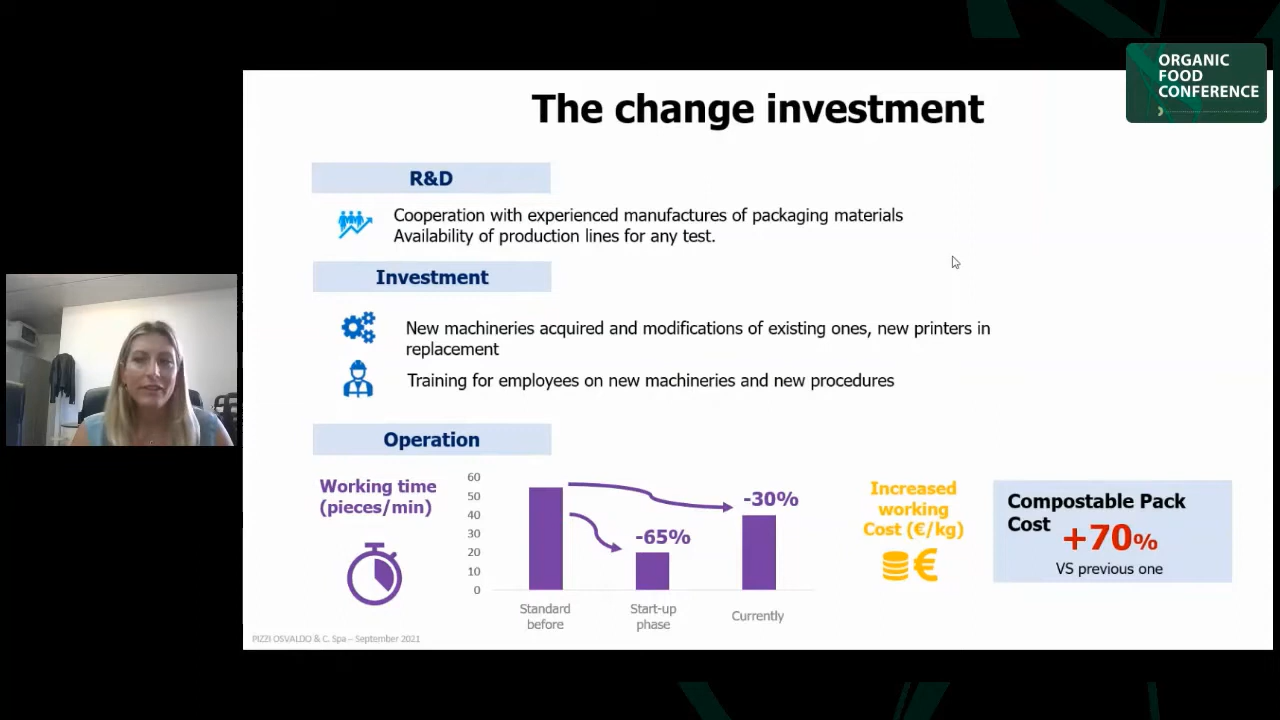 ORGANIC
FOOD
CONFERENCE
The change investment
R&D
Cooperation with experienced manufactures of packaging materials
Availability of production lines for any test.
Investment
New machineries acquired and modifications of existing ones, new printers in
replacement
Training for employees on new machineries and new procedures
Operation
Working time
(pieces/min)
60
50
40
30
20
10
0
-65%
-30%
Standard
before
Start-up
phase
Currently
Increased
working
Cost (€/kg)
€
Compostable Pack
Cost
+70%
VS previous one
PIZZI OSVALDO & C. Spa – September 2021